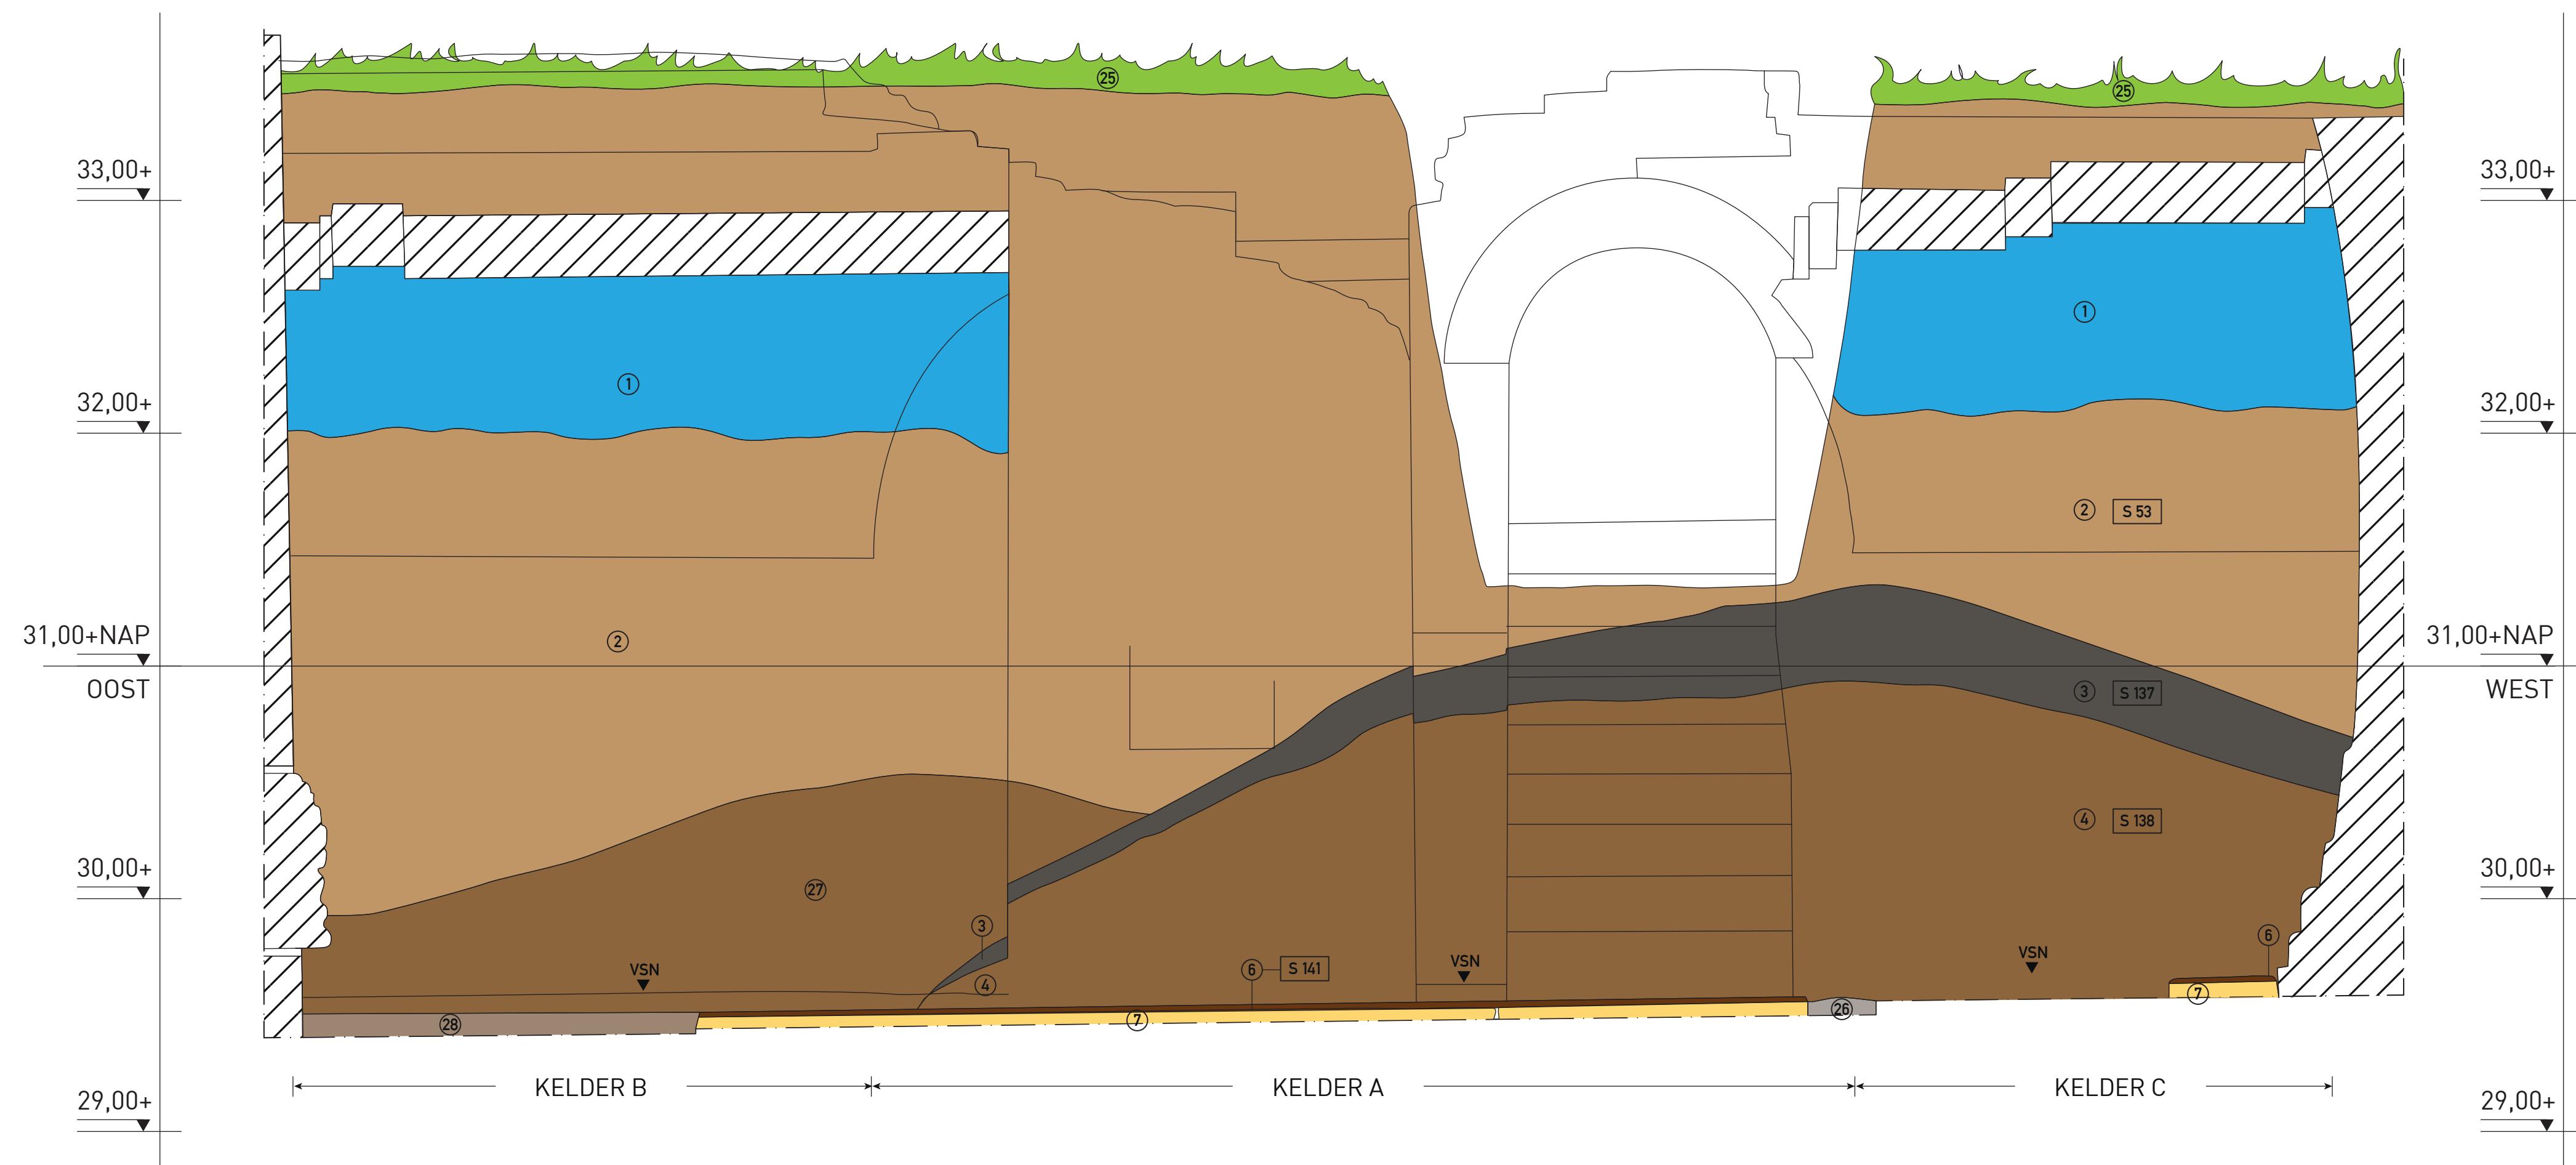 25
25
33,00+
33,00+
1
1
32,00+
32,00+
2 S 53
31,00+NAP
2
31,00+NAP
OOST
3 S 137
WEST
4 S 138
30,00+
27
30,00+
3
6
VSN
6 S 141
VSN
VSN
4
7
28
7
26
KELDER B
KELDER A
KELDER C
29,00+
29,00+